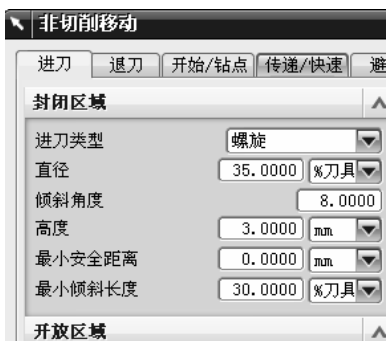 非切削移动
进刀 退刀 开始/钻点 传递/快速 避
封闭区域
进刀类型 螺旋
直径 35.0000 %刀具
倾斜角度 8.0000
高度 3.0000 mm
最小安全距离 0.0000 mm
最小倾斜长度 30.0000 %刀具
开放区域